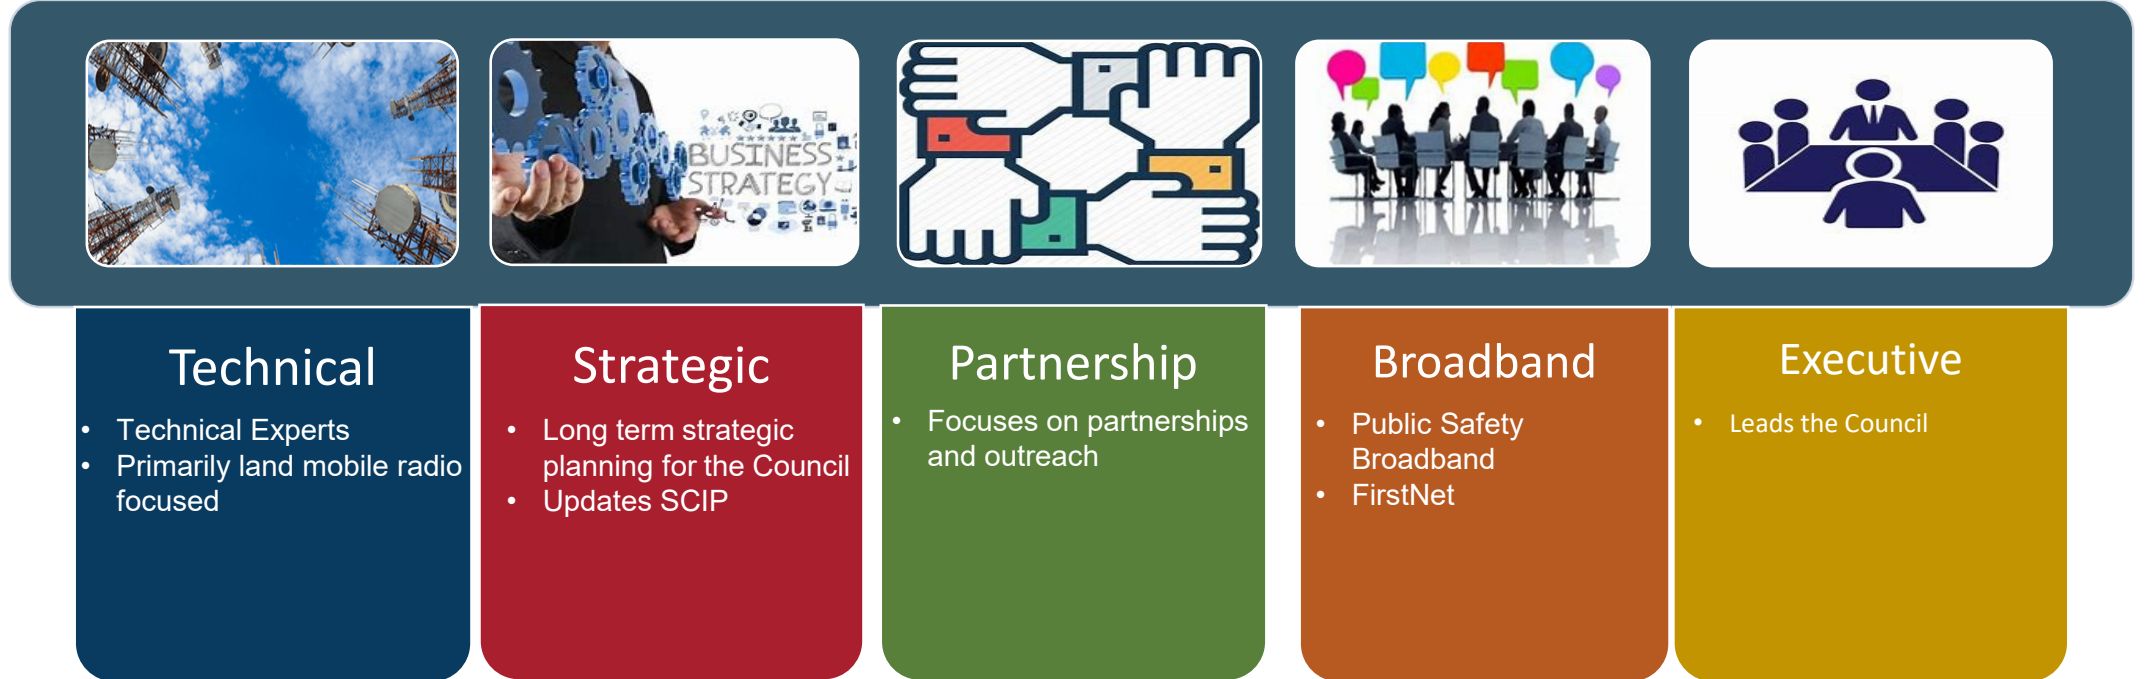 BUSINESS
STRATEGY
Technical
• Technical Experts
• Primarily land mobile radio
focused
Strategic
• Long term strategic
planning for the Council
• Updates SCIP
Partnership
• Focuses on partnerships
and outreach
Broadband
• Public Safety
Broadband
• FirstNet
Executive
• Leads the Council